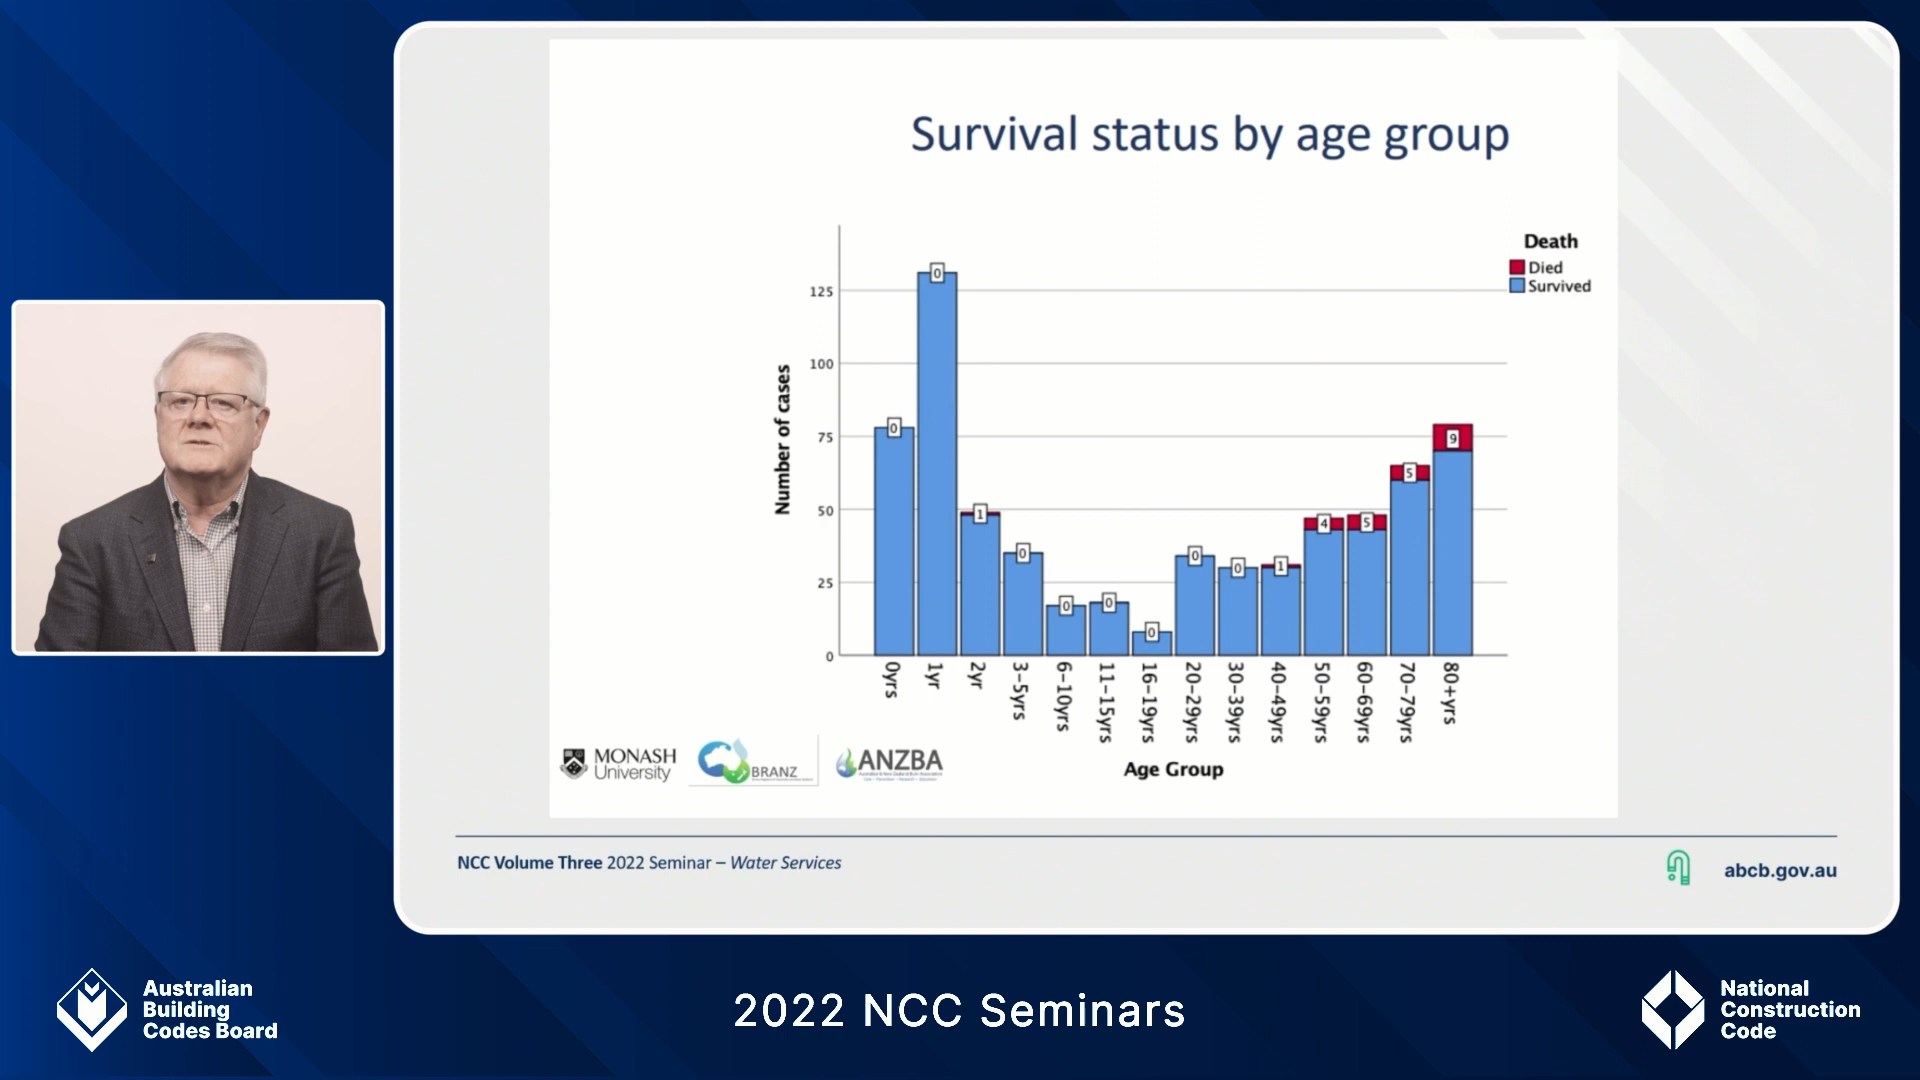 Survival status by age group
Death
Died
Survived
Number of cases
125
100
75
50
25
0
0
0
1
0
0
0
0
0
0
1
4
5
5
9
0yrs
1yr
2yr
3-5yrs
6-10yrs
11-15yrs
16-19yrs
20-29yrs
30-39yrs
40-49yrs
50-59yrs
60-69yrs
70-79yrs
80+yrs
Age Group
MONASH
University
BRANZ
ANZBA
NCC Volume Three 2022 Seminar – Water Services
abcb.gov.au
Australian
Building
Codes Board
2022 NCC Seminars
National
Construction
Code